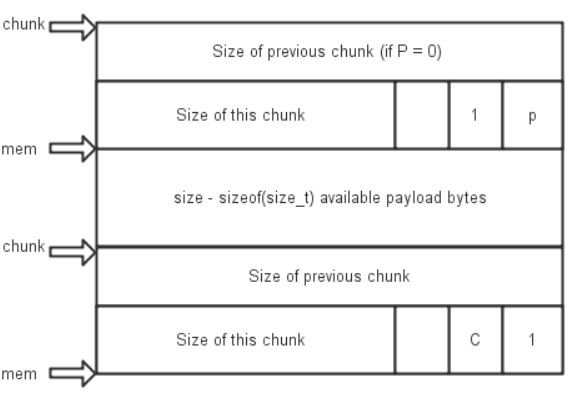 chunk
Size of previous chunk (if P = 0)
Size of this chunk 1 p
mem
size - sizeof(size_t) available payload bytes
chunk
Size of previous chunk
Size of this chunk C 1
mem